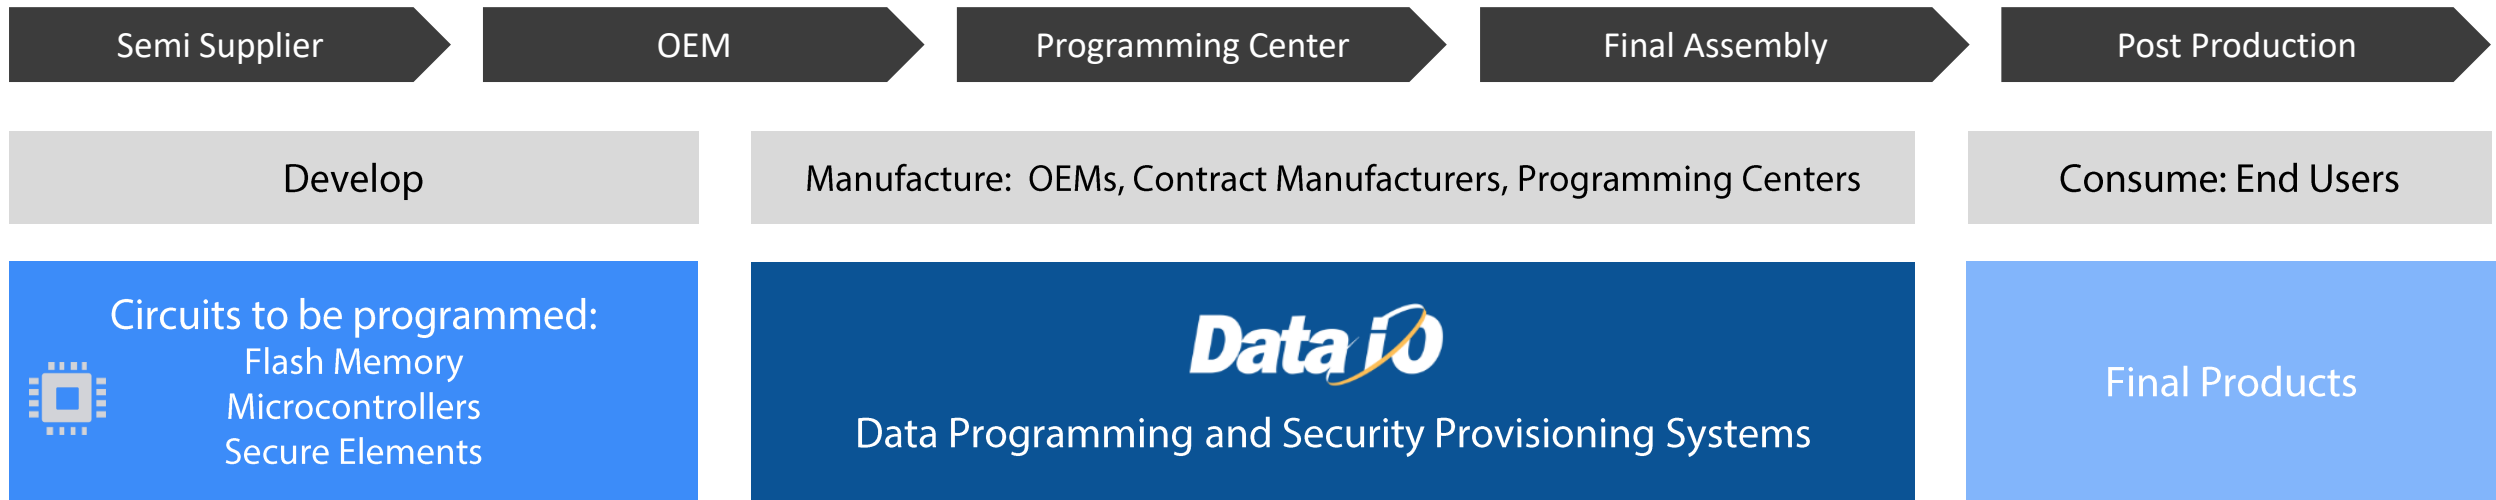 Semi Supplier
OEM
Programming Center
Final Assembly
Post Production
Develop
Manufacture:  OEMs, Contract Manufacturers, Programming Centers
Consume: End Users
Circuits to be programmed:
Flash Memory
Microcontrollers
Secure Elements
Data iO
Data Programming and Security Provisioning Systems
Final Products